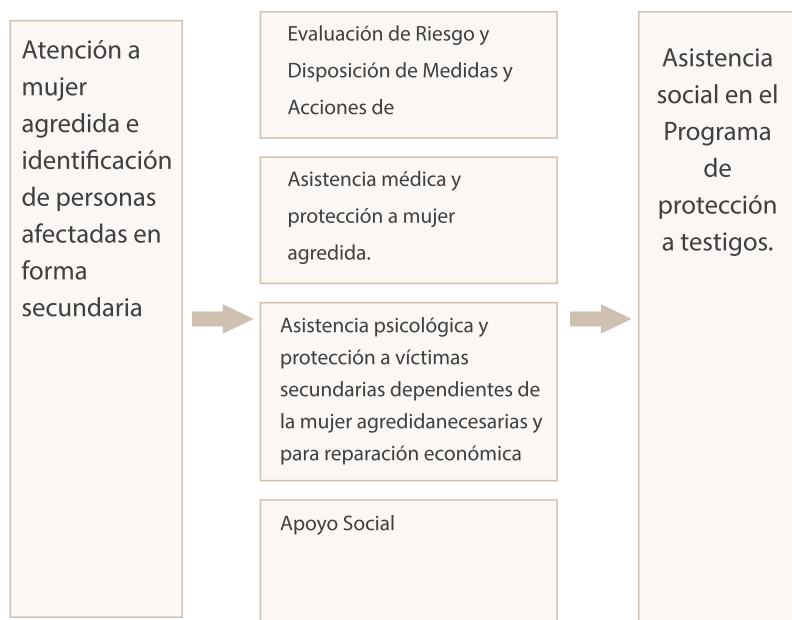 Atención a
mujer
agredida e
identificación
de personas
afectadas en
forma
secundaria
Evaluación de Riesgo y
Disposición de Medidas y
Acciones de
Asistencia médica y
protección a mujer
agredida.
Asistencia psicológica y
protección a víctimas
secundarias dependientes de
la mujer agredidanecesarias y
para reparación económica
Apoyo Social
Asistencia
social en el
Programa
de
protección
a testigos.